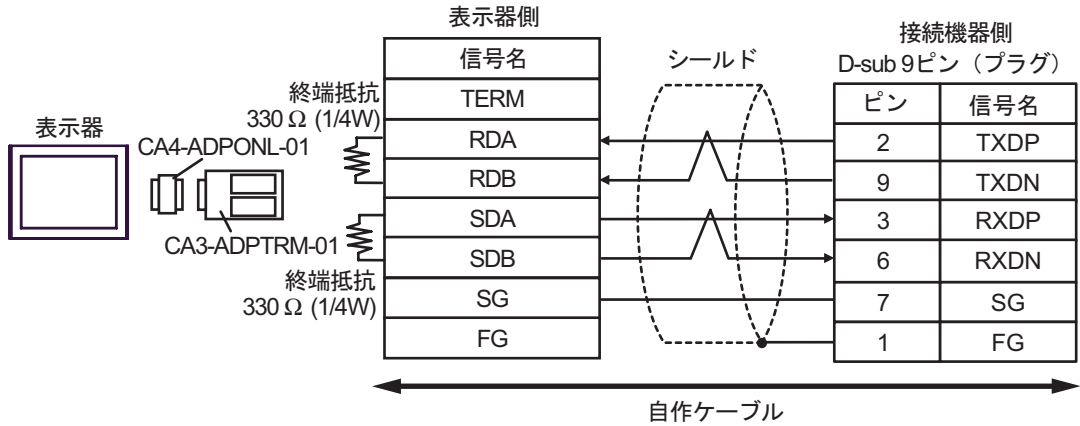 表示器側
接続機器側
D-sub 9ピン（プラグ）
シールド
信号名
ピン 信号名
終端抵抗
330 Ω (1/4W)
TERM
表示器
CA4-ADPONL-01
RDA
2 TXDP
RDB
9 TXDN
SDA
3 RXDP
CA3-ADPTRM-01
SDB
6 RXDN
終端抵抗
330 Ω (1/4W)
SG
7 SG
FG
1 FG
自作ケーブル